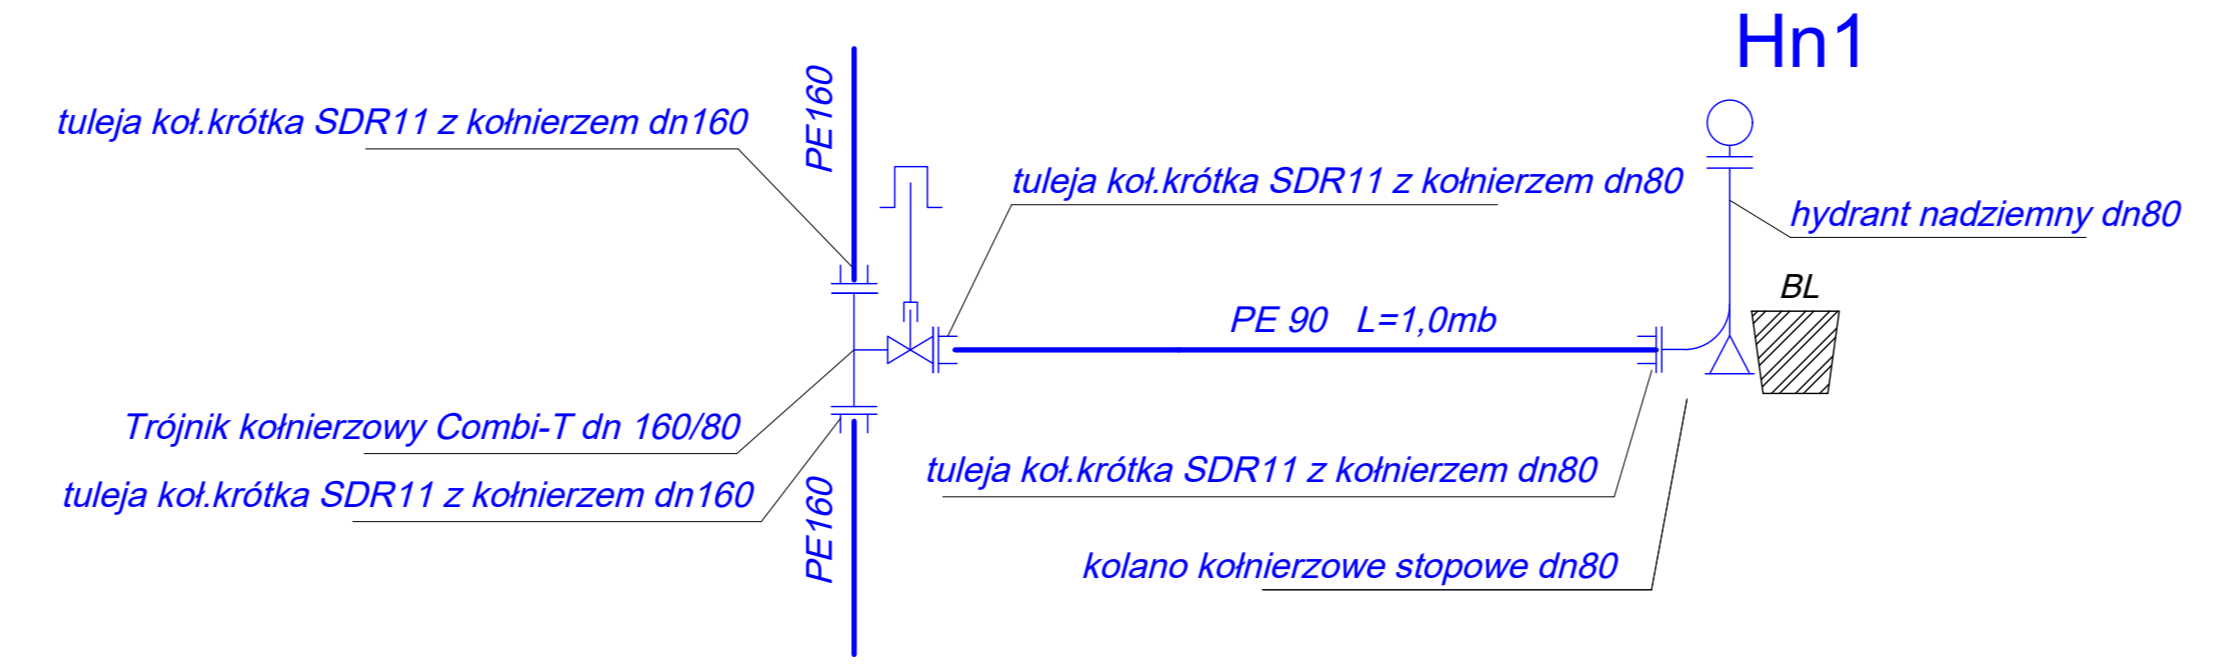 Hn1
PE160
tuleja koł.krótka SDR11 z kołnierzem dn160
tuleja koł.krótka SDR11 z kołnierzem dn80
hydrant nadziemny dn80
BL
PE 90 L=1,0mb
Trójnik kołnierzowy Combi-T dn 160/80
tuleja koł.krótka SDR11 z kołnierzem dn80
tuleja koł.krótka SDR11 z kołnierzem dn160
PE160
kolano kołnierzowe stopowe dn80